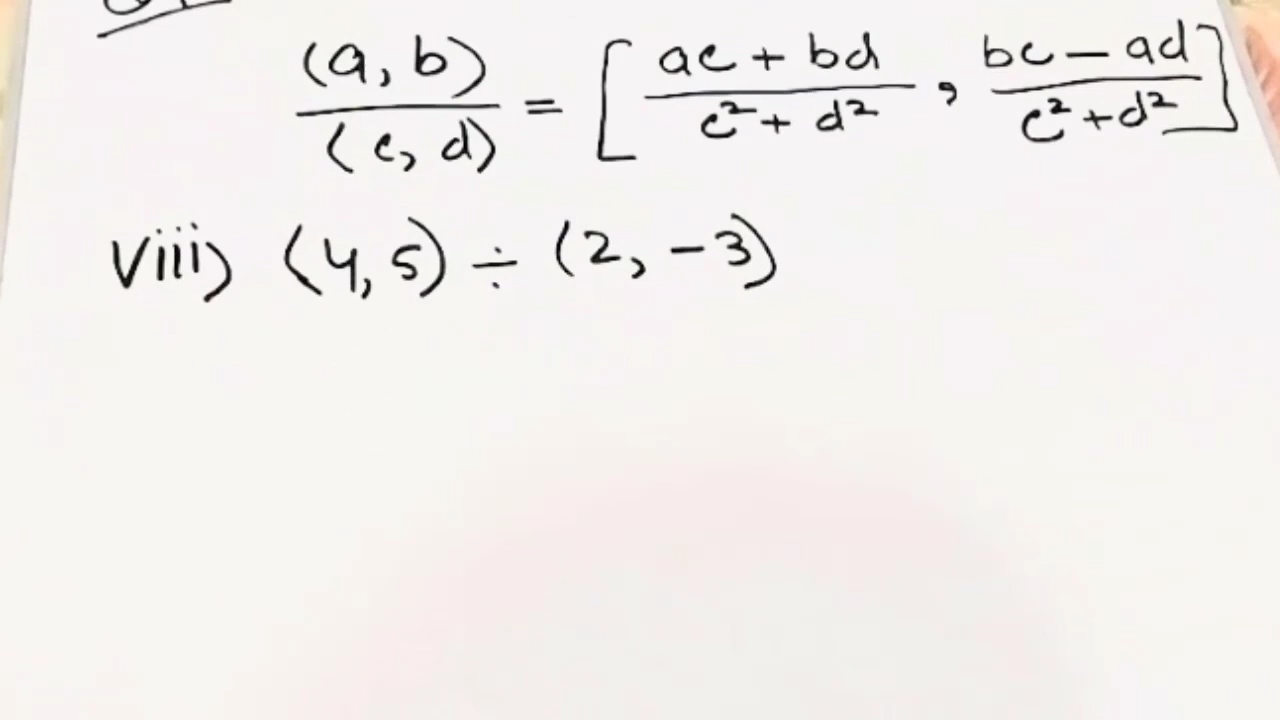 (a, b) / (c, d) = [ (ac + bd) / (c² + d²) , (bc − ad) / (c² + d²) ]
viii) (4, 5) ÷ (2, −3)